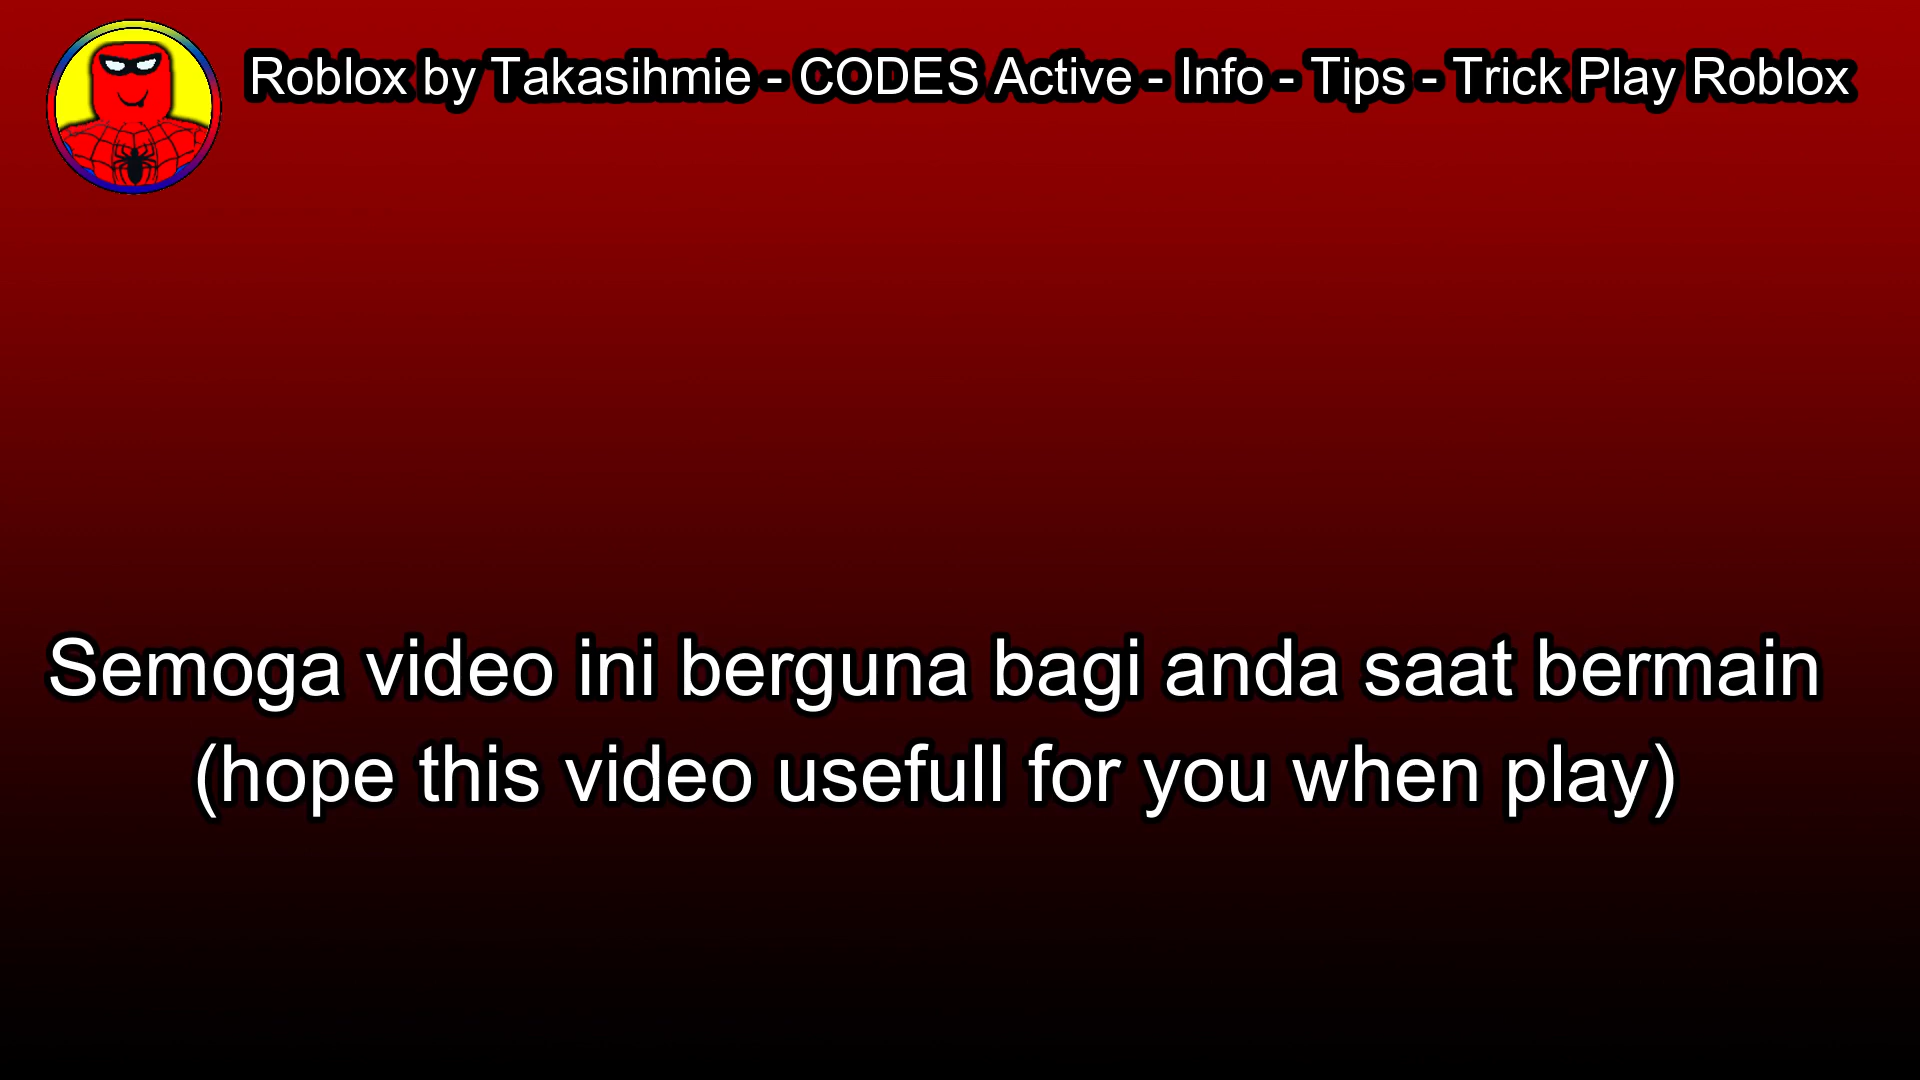 Roblox by Takasihmie - CODES Active - Info - Tips - Trick Play Roblox
Semoga video ini berguna bagi anda saat bermain
(hope this video usefull for you when play)